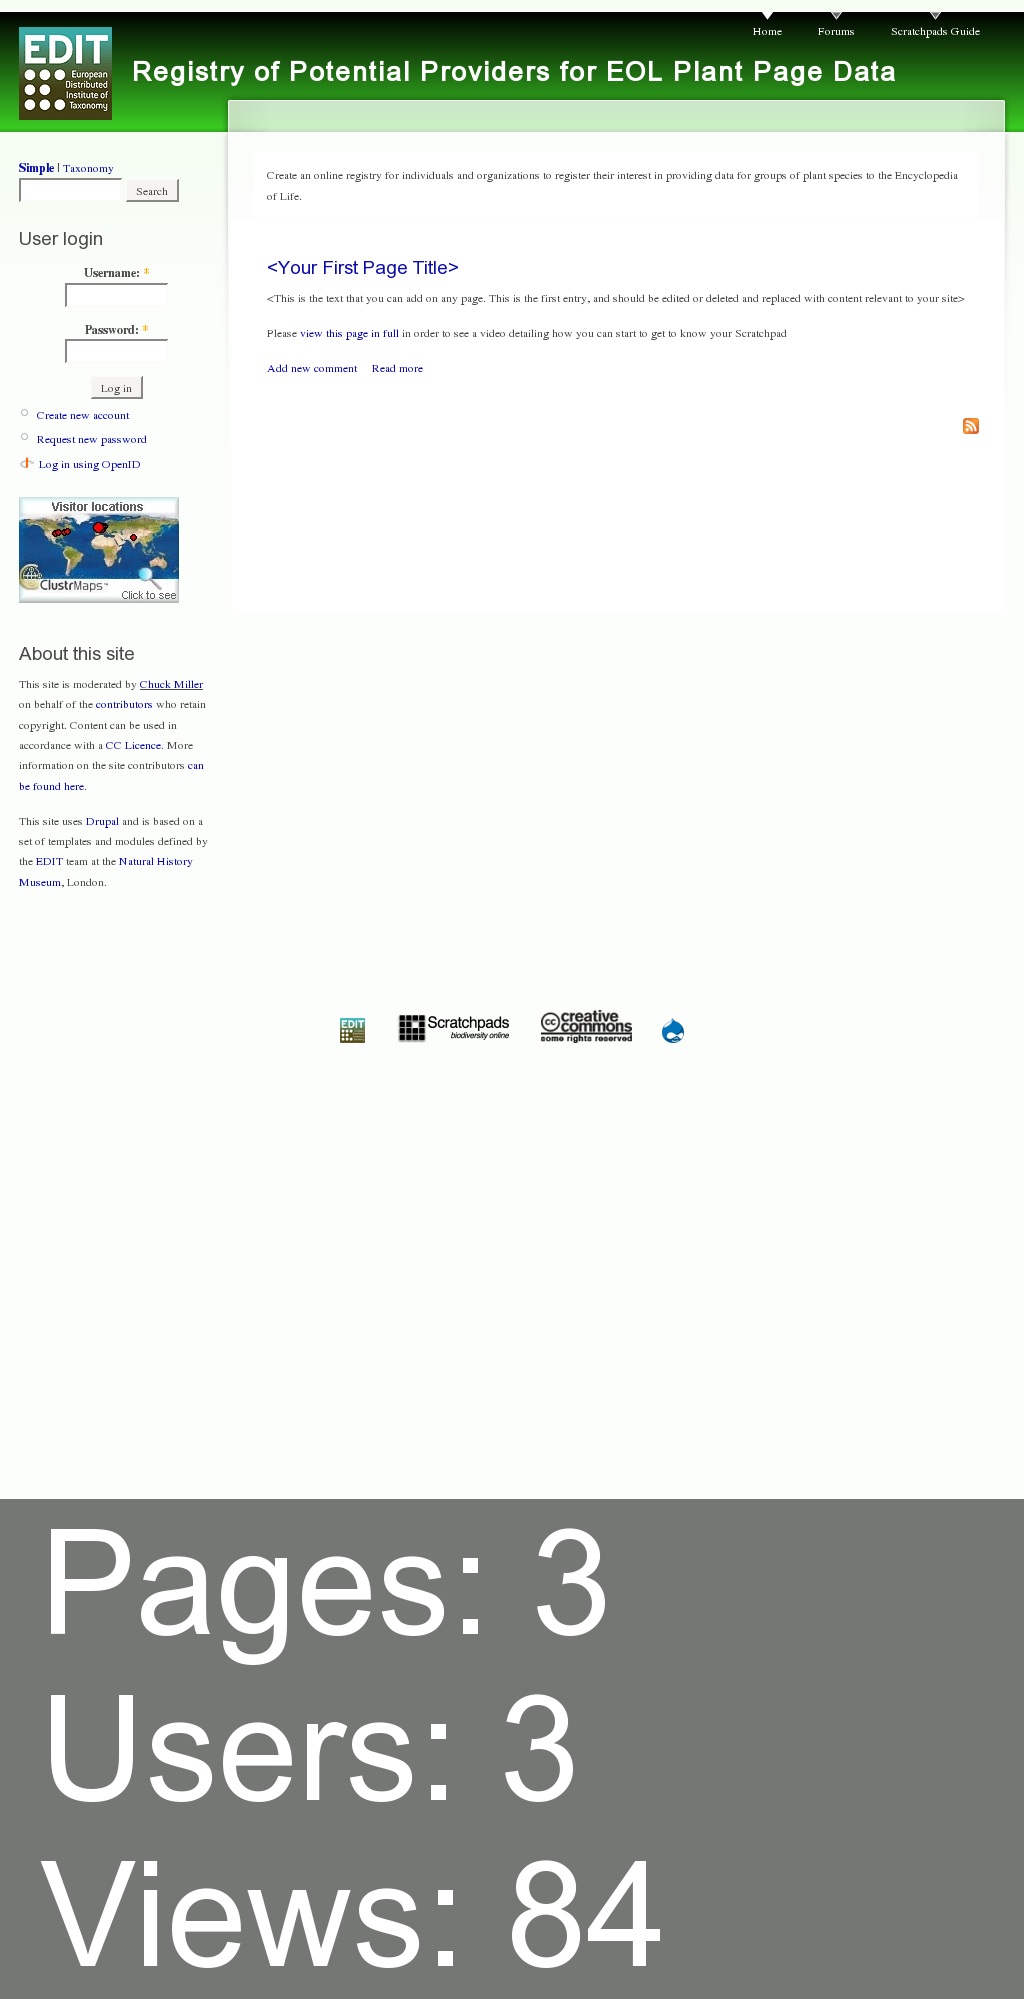 Home Forums Scratchpads Guide
EDIT
European
Distributed
Institute of
Taxonomy
Registry of Potential Providers for EOL Plant Page Data
Simple | Taxonomy
Search
User login
Username: *
Password: *
Log in
Create new account
Request new password
Log in using OpenID
Visitor locations
ClustrMaps™
Click to see
About this site
This site is moderated by Chuck Miller
on behalf of the contributors who retain
copyright. Content can be used in
accordance with a CC Licence. More
information on the site contributors can
be found here.
This site uses Drupal and is based on a
set of templates and modules defined by
the EDIT team at the Natural History
Museum, London.
Create an online registry for individuals and organizations to register their interest in providing data for groups of plant species to the Encyclopedia
of Life.
<Your First Page Title>
<This is the text that you can add on any page. This is the first entry, and should be edited or deleted and replaced with content relevant to your site>
Please view this page in full in order to see a video detailing how you can start to get to know your Scratchpad
Add new comment Read more
EDIT
Scratchpads
biodiversity online
cc creative
commons
some rights reserved
Pages: 3
Users: 3
Views: 84